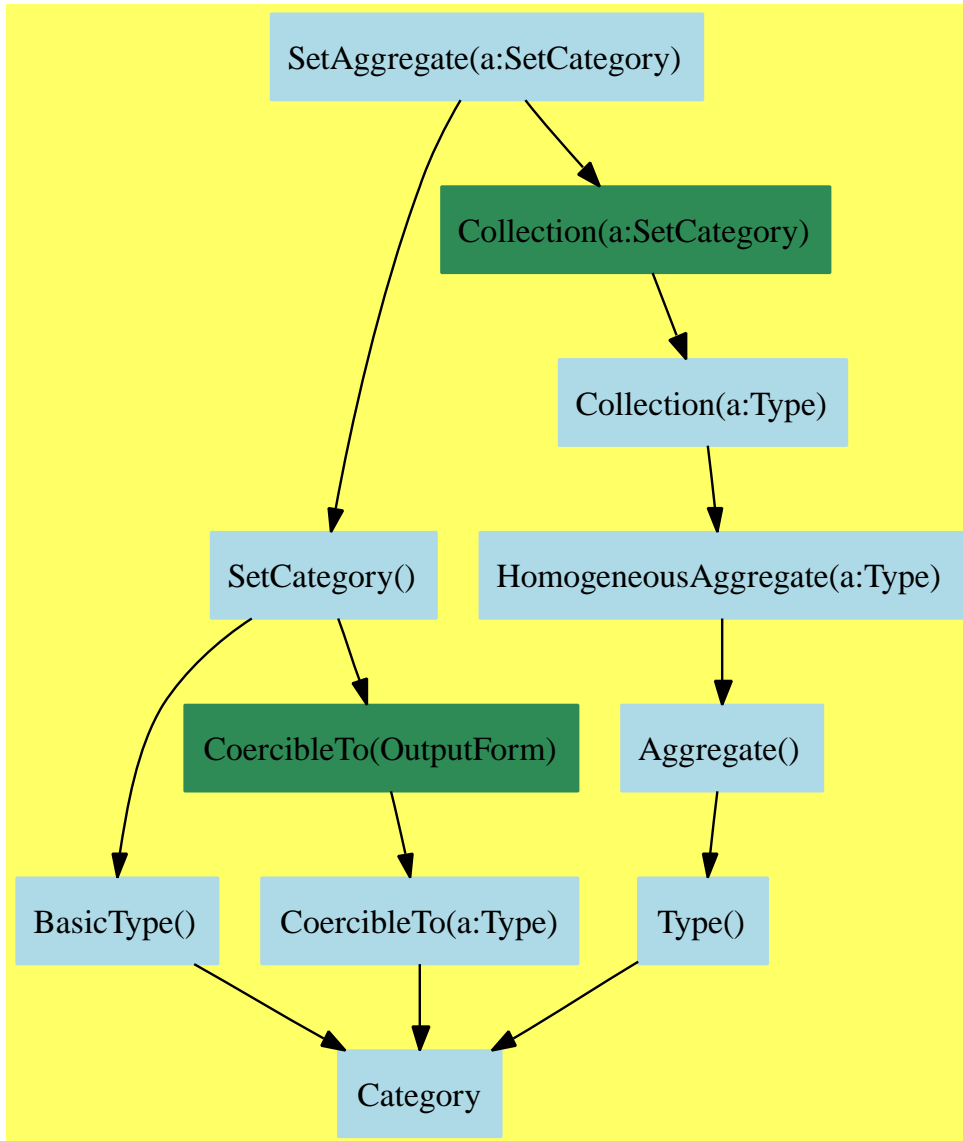 SetAggregate(a:SetCategory)
Collection(a:SetCategory)
Collection(a:Type)
SetCategory()
HomogeneousAggregate(a:Type)
CoercibleTo(OutputForm)
Aggregate()
BasicType()
CoercibleTo(a:Type)
Type()
Category